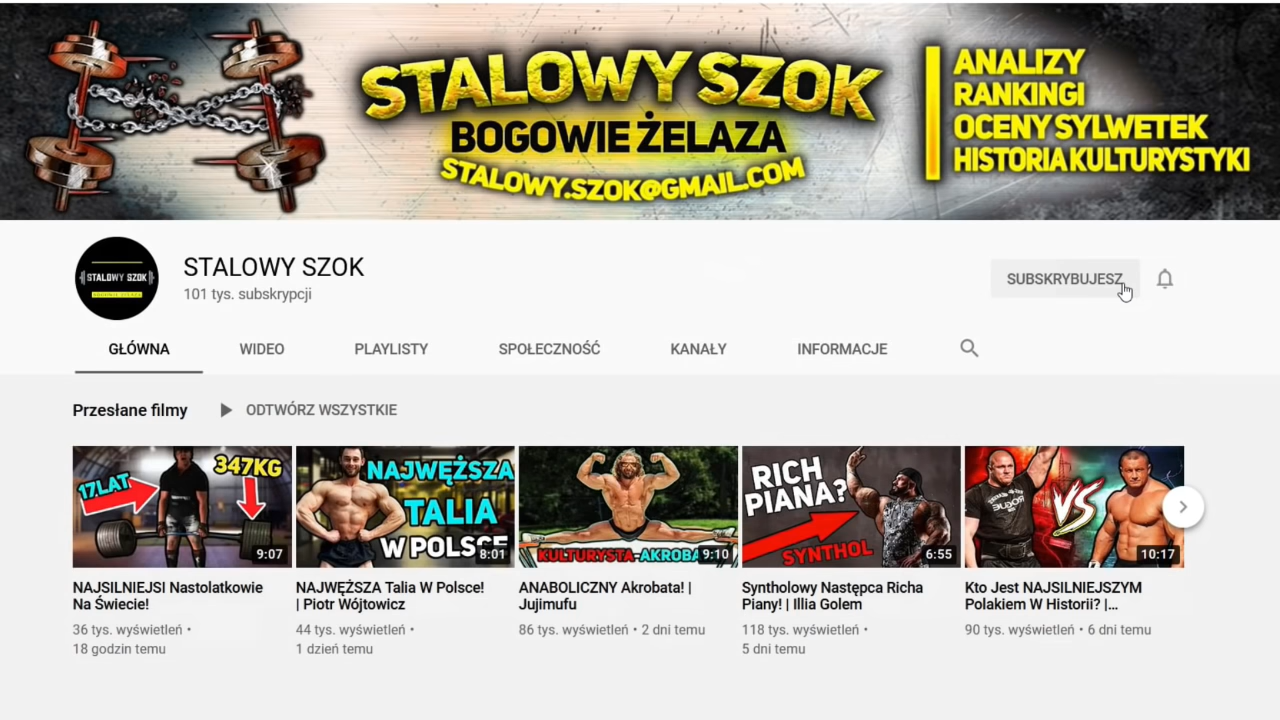 STALOWY SZOK
BOGOWIE ŻELAZA
STALOWY.SZOK@GMAIL.COM
ANALIZY
RANKINGI
OCENY SYLWETEK
HISTORIA KULTURYSTYKI
STALOWY SZOK
STALOWY SZOK
101 tys. subskrypcji
SUBSKRYBUJESZ
GŁÓWNA WIDEO PLAYLISTY SPOŁECZNOŚĆ KANAŁY INFORMACJE
Przesłane filmy ODTWÓRZ WSZYSTKIE
17 LAT
347KG
9:07
NAJWĘŻSZA
TALIA
W POLSCE
8:01
KULTURYSTA-AKROBA
9:10
RICH
PIANA?
SYNTHOL
6:55
VS
10:17
NAJSILNIEJSI Nastolatkowie
Na Świecie!
36 tys. wyświetleń •
18 godzin temu
NAJWĘŻSZA Talia W Polsce!
| Piotr Wójtowicz
44 tys. wyświetleń •
1 dzień temu
ANABOLICZNY Akrobata! |
Jujimufu
86 tys. wyświetleń • 2 dni temu
Syntholowy Następca Richa
Piany! | Illia Golem
118 tys. wyświetleń •
5 dni temu
Kto Jest NAJSILNIEJSZYM
Polakiem W Historii? |...
90 tys. wyświetleń • 6 dni temu